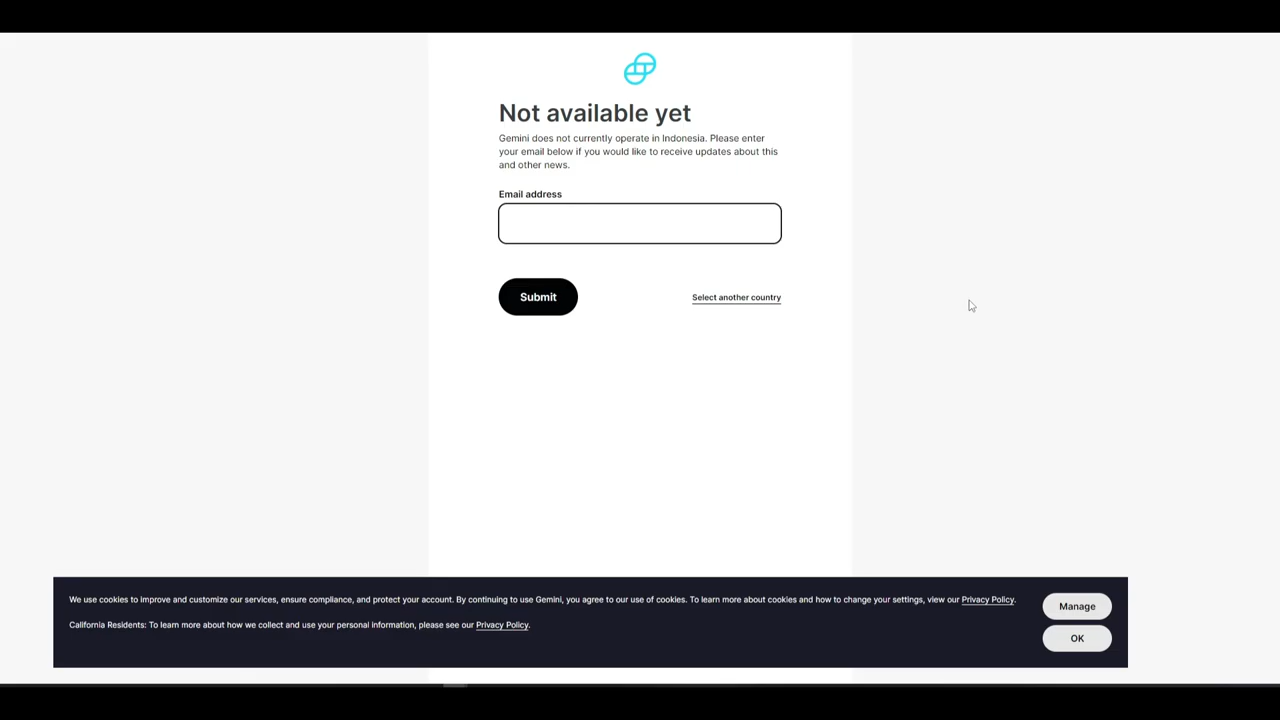 Not available yet
Gemini does not currently operate in Indonesia. Please enter
your email below if you would like to receive updates about this
and other news.
Email address
Submit
Select another country
We use cookies to improve and customize our services, ensure compliance, and protect your account. By continuing to use Gemini, you agree to our use of cookies. To learn more about cookies and how to change your settings, view our Privacy Policy.
Manage
California Residents: To learn more about how we collect and use your personal information, please see our Privacy Policy.
OK